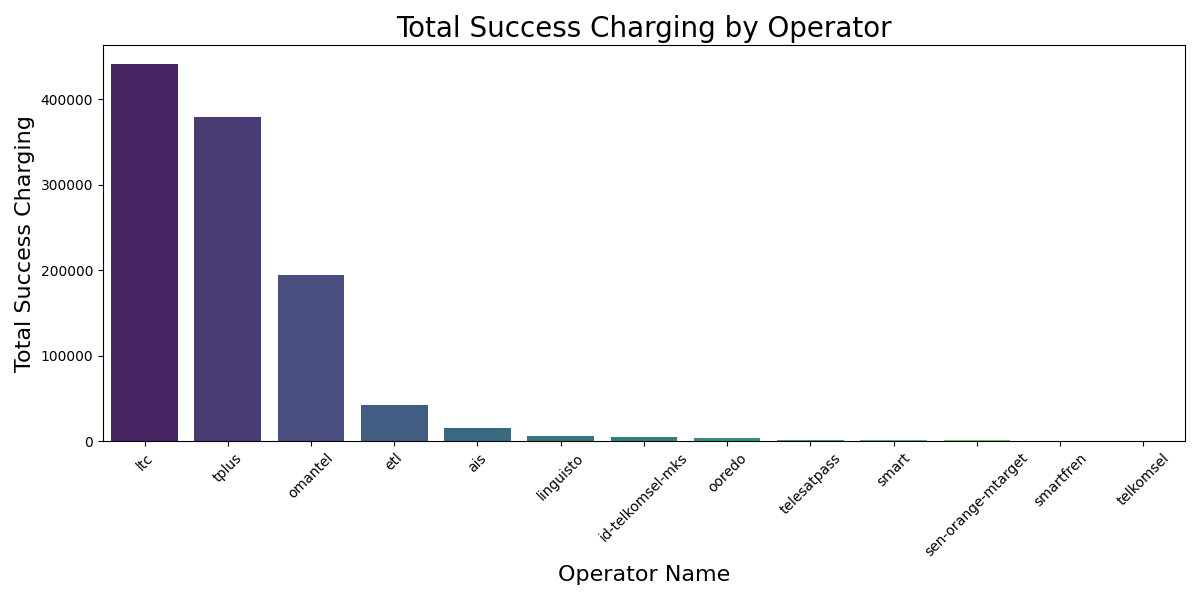 Total Success Charging by Operator
Total Success Charging
400000
300000
200000
100000
0
ltc
tplus
omantel
etl
ais
linguisto
id-telkomsel-mks
ooredo
telesatpass
smart
sen-orange-mtarget
smartfren
telkomsel
Operator Name